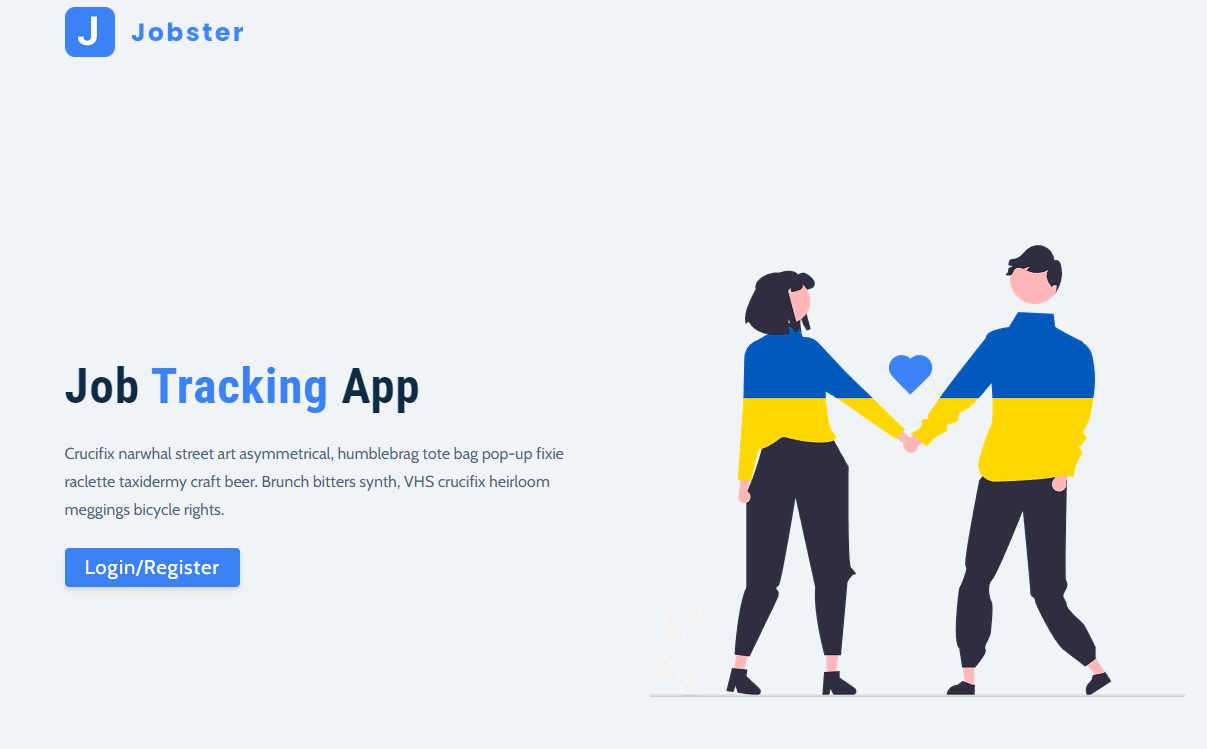 J Jobster
Job Tracking App
Crucifix narwhal street art asymmetrical, humblebrag tote bag pop-up fixie
raclette taxidermy craft beer. Brunch bitters synth, VHS crucifix heirloom
meggings bicycle rights.
Login/Register